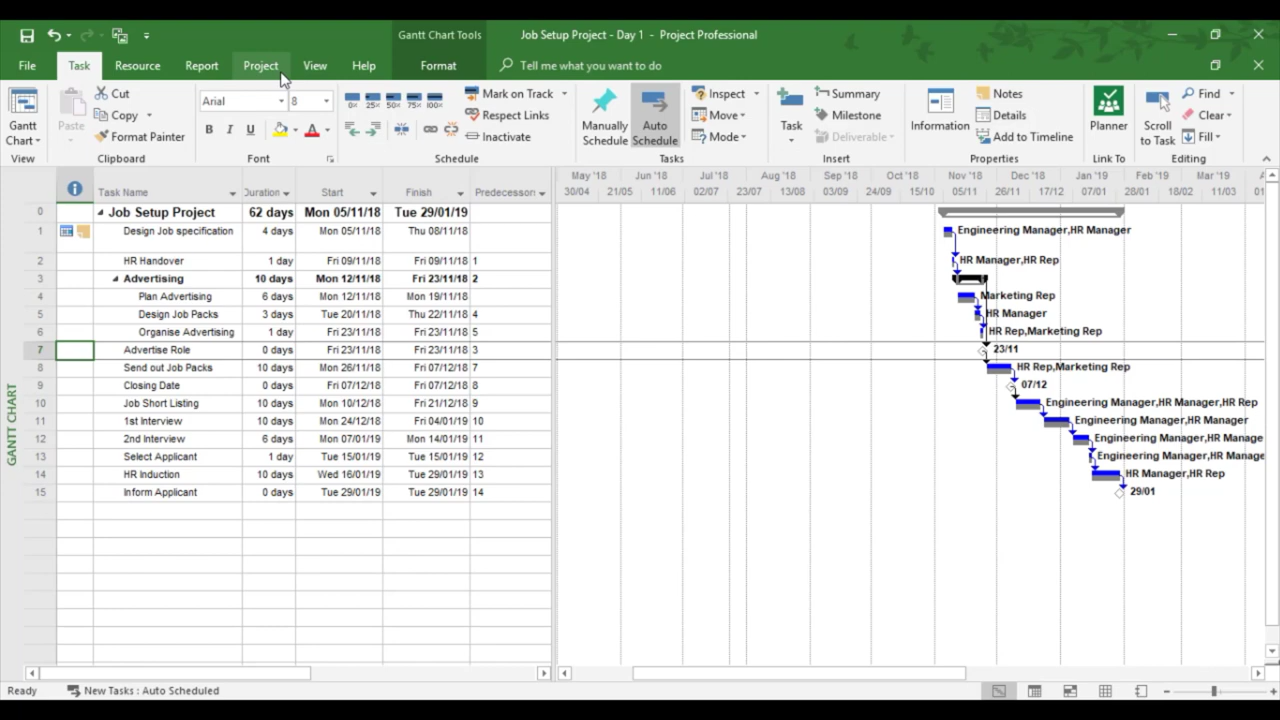 Gantt Chart Tools
Job Setup Project - Day 1 - Project Professional
File Task Resource Report Project View Help Format Tell me what you want to do
Gantt Chart
View
Paste
Cut
Copy
Format Painter
Clipboard
Arial 8
B I U A
Font
0x 25x 50x 75x 100x
Mark on Track
Respect Links
Inactivate
Schedule
Manually Schedule
Auto Schedule
Inspect
Move
Mode
Tasks
Task
Summary
Milestone
Deliverable
Insert
Information
Notes
Details
Add to Timeline
Properties
Planner
Link To
Scroll to Task
Find
Clear
Fill
Editing
Task Name Duration Start Finish Predecessors
May '18 Jun '18 Jul '18 Aug '18 Sep '18 Oct '18 Nov '18 Dec '18 Jan '19 Feb '19 Mar '19
30/04 21/05 11/06 02/07 23/07 13/08 03/09 24/09 15/10 05/11 26/11 17/12 07/01 28/01 18/02 11/03
0 Job Setup Project 62 days Mon 05/11/18 Tue 29/01/19
1 Design Job specification 4 days Mon 05/11/18 Thu 08/11/18 Engineering Manager,HR Manager
2 HR Handover 1 day Fri 09/11/18 Fri 09/11/18 1 HR Manager,HR Rep
3 Advertising 10 days Mon 12/11/18 Fri 23/11/18 2
4 Plan Advertising 6 days Mon 12/11/18 Mon 19/11/18 Marketing Rep
5 Design Job Packs 3 days Tue 20/11/18 Thu 22/11/18 4 HR Manager
6 Organise Advertising 1 day Fri 23/11/18 Fri 23/11/18 5 HR Rep,Marketing Rep
7 Advertise Role 0 days Fri 23/11/18 Fri 23/11/18 3 23/11
8 Send out Job Packs 10 days Mon 26/11/18 Fri 07/12/18 7 HR Rep,Marketing Rep
9 Closing Date 0 days Fri 07/12/18 Fri 07/12/18 8 07/12
10 Job Short Listing 10 days Mon 10/12/18 Fri 21/12/18 9 Engineering Manager,HR Manager,HR Rep
11 1st Interview 10 days Mon 24/12/18 Fri 04/01/19 10 Engineering Manager,HR Manager
12 2nd Interview 6 days Mon 07/01/19 Mon 14/01/19 11 Engineering Manager,HR Manage
13 Select Applicant 1 day Tue 15/01/19 Tue 15/01/19 12 Engineering Manager,HR Manage
14 HR Induction 10 days Wed 16/01/19 Tue 29/01/19 13 HR Manager,HR Rep
15 Inform Applicant 0 days Tue 29/01/19 Tue 29/01/19 14 29/01
GANTT CHART
Ready New Tasks : Auto Scheduled